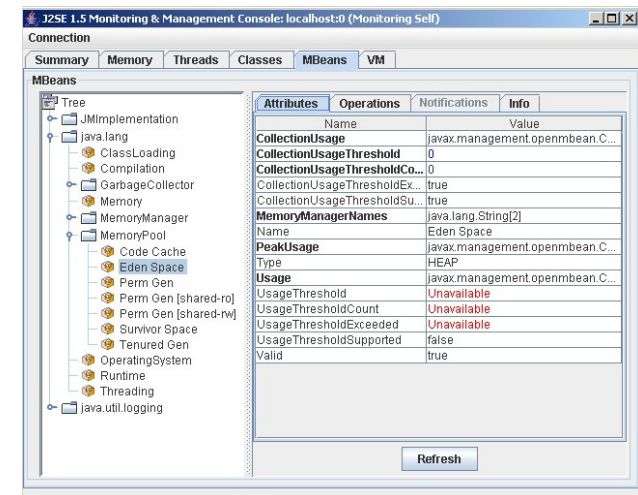 J2SE 1.5 Monitoring & Management Console: localhost:0 (Monitoring Self)
Connection
Summary Memory Threads Classes MBeans VM
MBeans
Tree
JMImplementation
java.lang
ClassLoading
Compilation
GarbageCollector
Memory
MemoryManager
MemoryPool
Code Cache
Eden Space
Perm Gen
Perm Gen [shared-ro]
Perm Gen [shared-rw]
Survivor Space
Tenured Gen
OperatingSystem
Runtime
Threading
java.util.logging
Attributes Operations Notifications Info
Name Value
CollectionUsage javax.management.openmbean.C...
CollectionUsageThreshold 0
CollectionUsageThresholdCo... 0
CollectionUsageThresholdEx... true
CollectionUsageThresholdSu... true
MemoryManagerNames java.lang.String[2]
Name Eden Space
PeakUsage javax.management.openmbean.C...
Type HEAP
Usage javax.management.openmbean.C...
UsageThreshold Unavailable
UsageThresholdCount Unavailable
UsageThresholdExceeded Unavailable
UsageThresholdSupported false
Valid true
Refresh